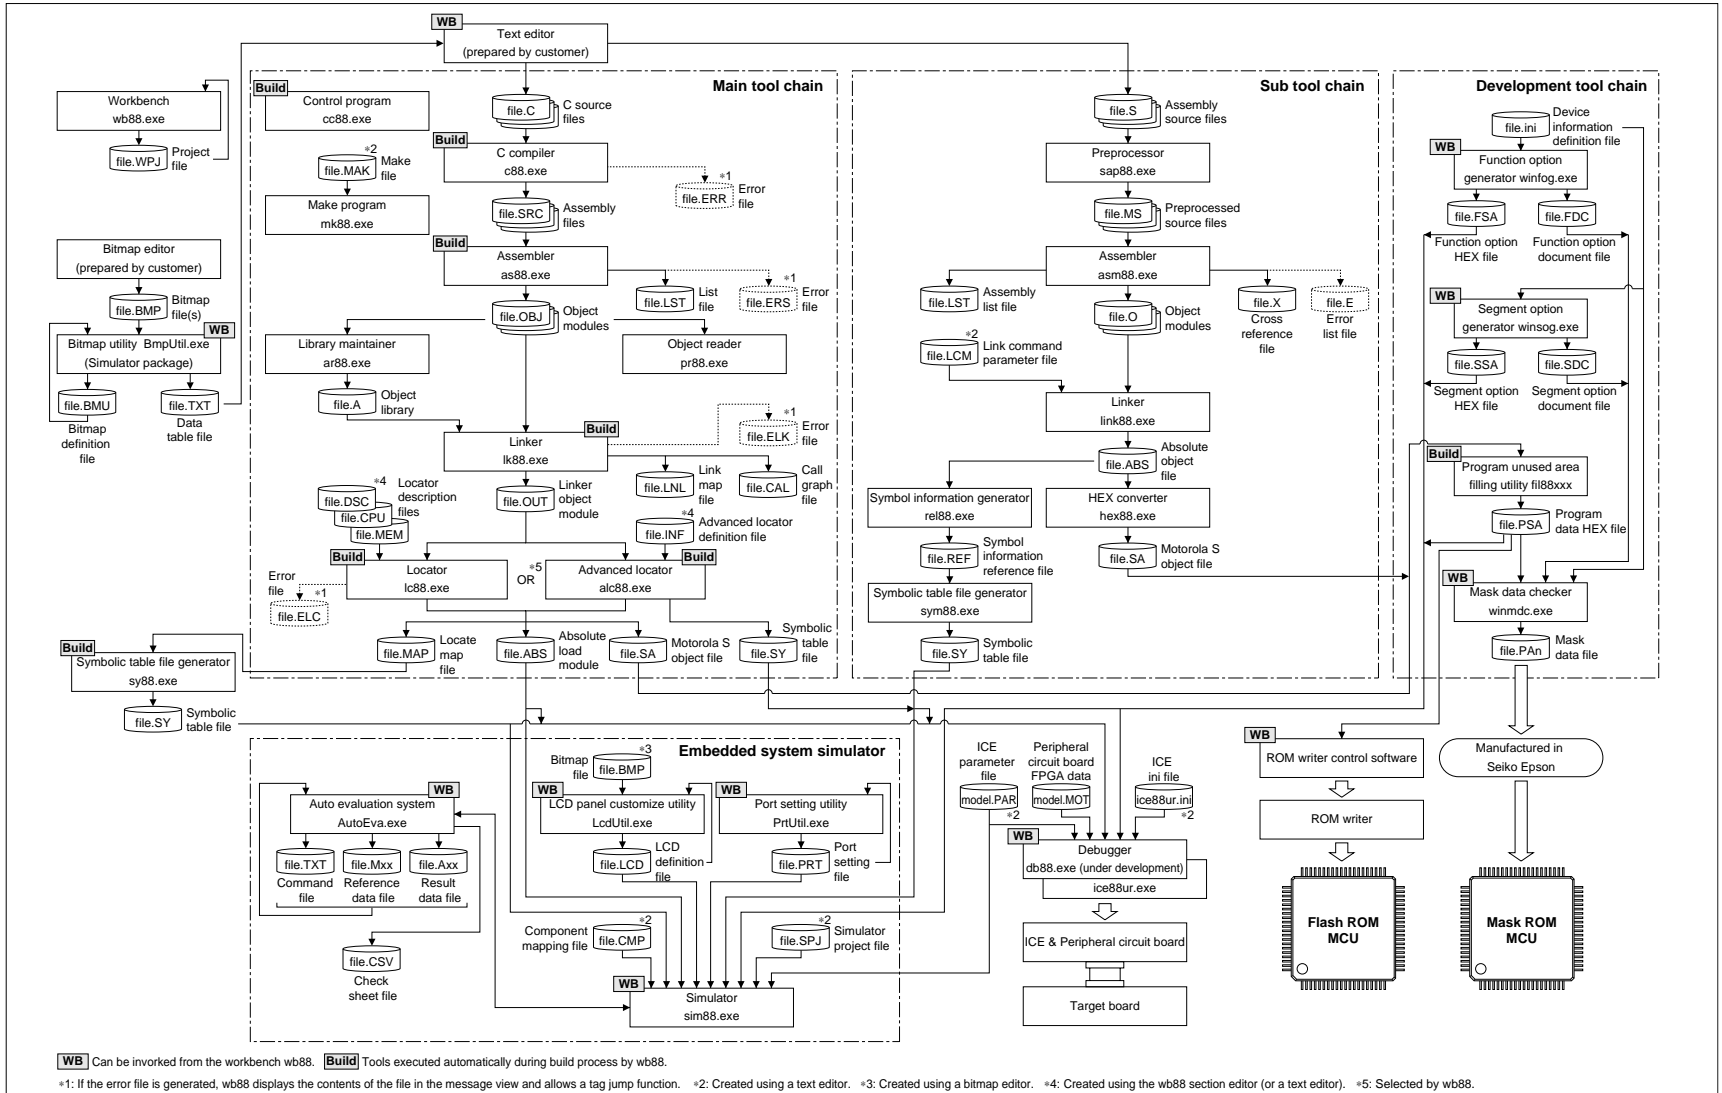 WB
Text editor
(prepared by customer)
Workbench
wb88.exe
file.WPJ
Project
file
Bitmap editor
(prepared by customer)
file.BMP
Bitmap
file(s)
WB
Bitmap utility BmpUtil.exe
(Simulator package)
file.BMU
file.TXT
Bitmap
definition
file
Data
table file
Main tool chain
Build
Control program
cc88.exe
file.C
C source
files
∗2
file.MAK
Make
file
Make program
mk88.exe
Build
C compiler
c88.exe
∗1
file.ERR
Error
file
file.SRC
Assembly
files
Build
Assembler
as88.exe
file.LST
List
file
∗1
file.ERS
Error
file
file.OBJ
Object
modules
Library maintainer
ar88.exe
Object reader
pr88.exe
file.A
Object
library
∗1
file.ELK
Error
file
Build
Linker
lk88.exe
file.LNL
Link
map
file
file.CAL
Call
graph
file
∗4
file.DSC
file.CPU
file.MEM
Locator
description
files
file.OUT
Linker
object
module
∗4
file.INF
Advanced locator
definition file
Build
Locator
lc88.exe
∗5
OR
Build
Advanced locator
alc88.exe
Error
file
∗1
file.ELC
file.MAP
Locate
map
file
file.ABS
Absolute
load
module
file.SA
Motorola S
object file
file.SY
Symbolic
table
file
Build
Symbolic table file generator
sy88.exe
file.SY
Symbolic
table file
Sub tool chain
file.S
Assembly
source files
Preprocessor
sap88.exe
file.MS
Preprocessed
source files
Assembler
asm88.exe
file.LST
Assembly
list file
file.O
Object
modules
file.X
Cross
reference
file
file.E
Error
list file
∗2
file.LCM
Link command
parameter file
Linker
link88.exe
file.ABS
Absolute
object
file
Symbol information generator
rel88.exe
HEX converter
hex88.exe
file.REF
Symbol
information
reference file
file.SA
Motorola S
object file
Symbolic table file generator
sym88.exe
file.SY
Symbolic
table file
Development tool chain
file.ini
Device
information
definition file
WB
Function option
generator winfog.exe
file.FSA
file.FDC
Function option
HEX file
Function option
document file
WB
Segment option
generator winsog.exe
file.SSA
file.SDC
Segment option
HEX file
Segment option
document file
Build
Program unused area
filling utility fil88xxx
file.PSA
Program
data HEX file
WB
Mask data checker
winmdc.exe
file.PAn
Mask
data file
Embedded system simulator
WB
Auto evaluation system
AutoEva.exe
file.TXT
file.Mxx
file.Axx
Command
file
Reference
data file
Result
data file
file.CSV
Check
sheet file
Bitmap
file
∗3
file.BMP
WB
LCD panel customize utility
LcdUtil.exe
file.LCD
LCD
definition
file
WB
Port setting utility
PrtUtil.exe
file.PRT
Port
setting
file
Component
mapping file
∗2
file.CMP
∗2
file.SPJ
Simulator
project file
WB
Simulator
sim88.exe
ICE
parameter
file
model.PAR
∗2
Peripheral
circuit board
FPGA data
model.MOT
ICE
ini file
ice88ur.ini
∗2
WB
Debugger
db88.exe (under development)
ice88ur.exe
ICE & Peripheral circuit board
Target board
WB
ROM writer control software
ROM writer
Flash ROM
MCU
Manufactured in
Seiko Epson
Mask ROM
MCU
WB Can be invorked from the workbench wb88. Build Tools executed automatically during build process by wb88.
∗1: If the error file is generated, wb88 displays the contents of the file in the message view and allows a tag jump function. ∗2: Created using a text editor. ∗3: Created using a bitmap editor. ∗4: Created using the wb88 section editor (or a text editor). ∗5: Selected by wb88.